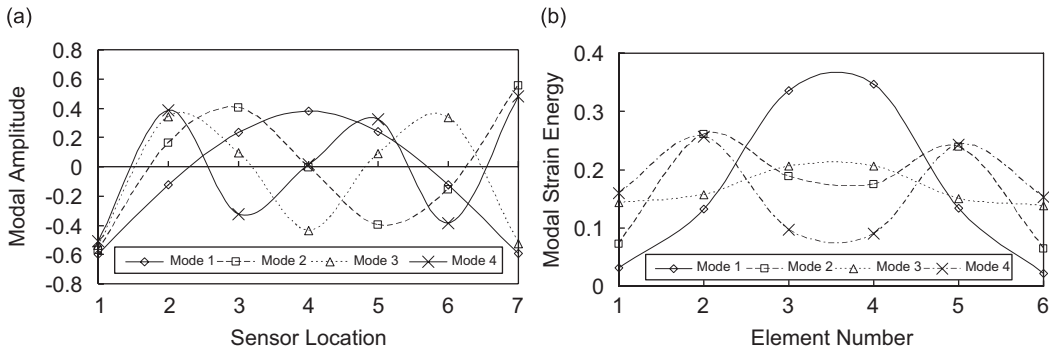 (a)
0.8
0.6
0.4
0.2
0
-0.2
-0.4
-0.6
-0.8
Modal Amplitude
Mode 1 Mode 2 Mode 3 Mode 4
1 2 3 4 5 6 7
Sensor Location
(b)
0.4
0.3
0.2
0.1
0
Modal Strain Energy
Mode 1 Mode 2 Mode 3 Mode 4
1 2 3 4 5 6
Element Number